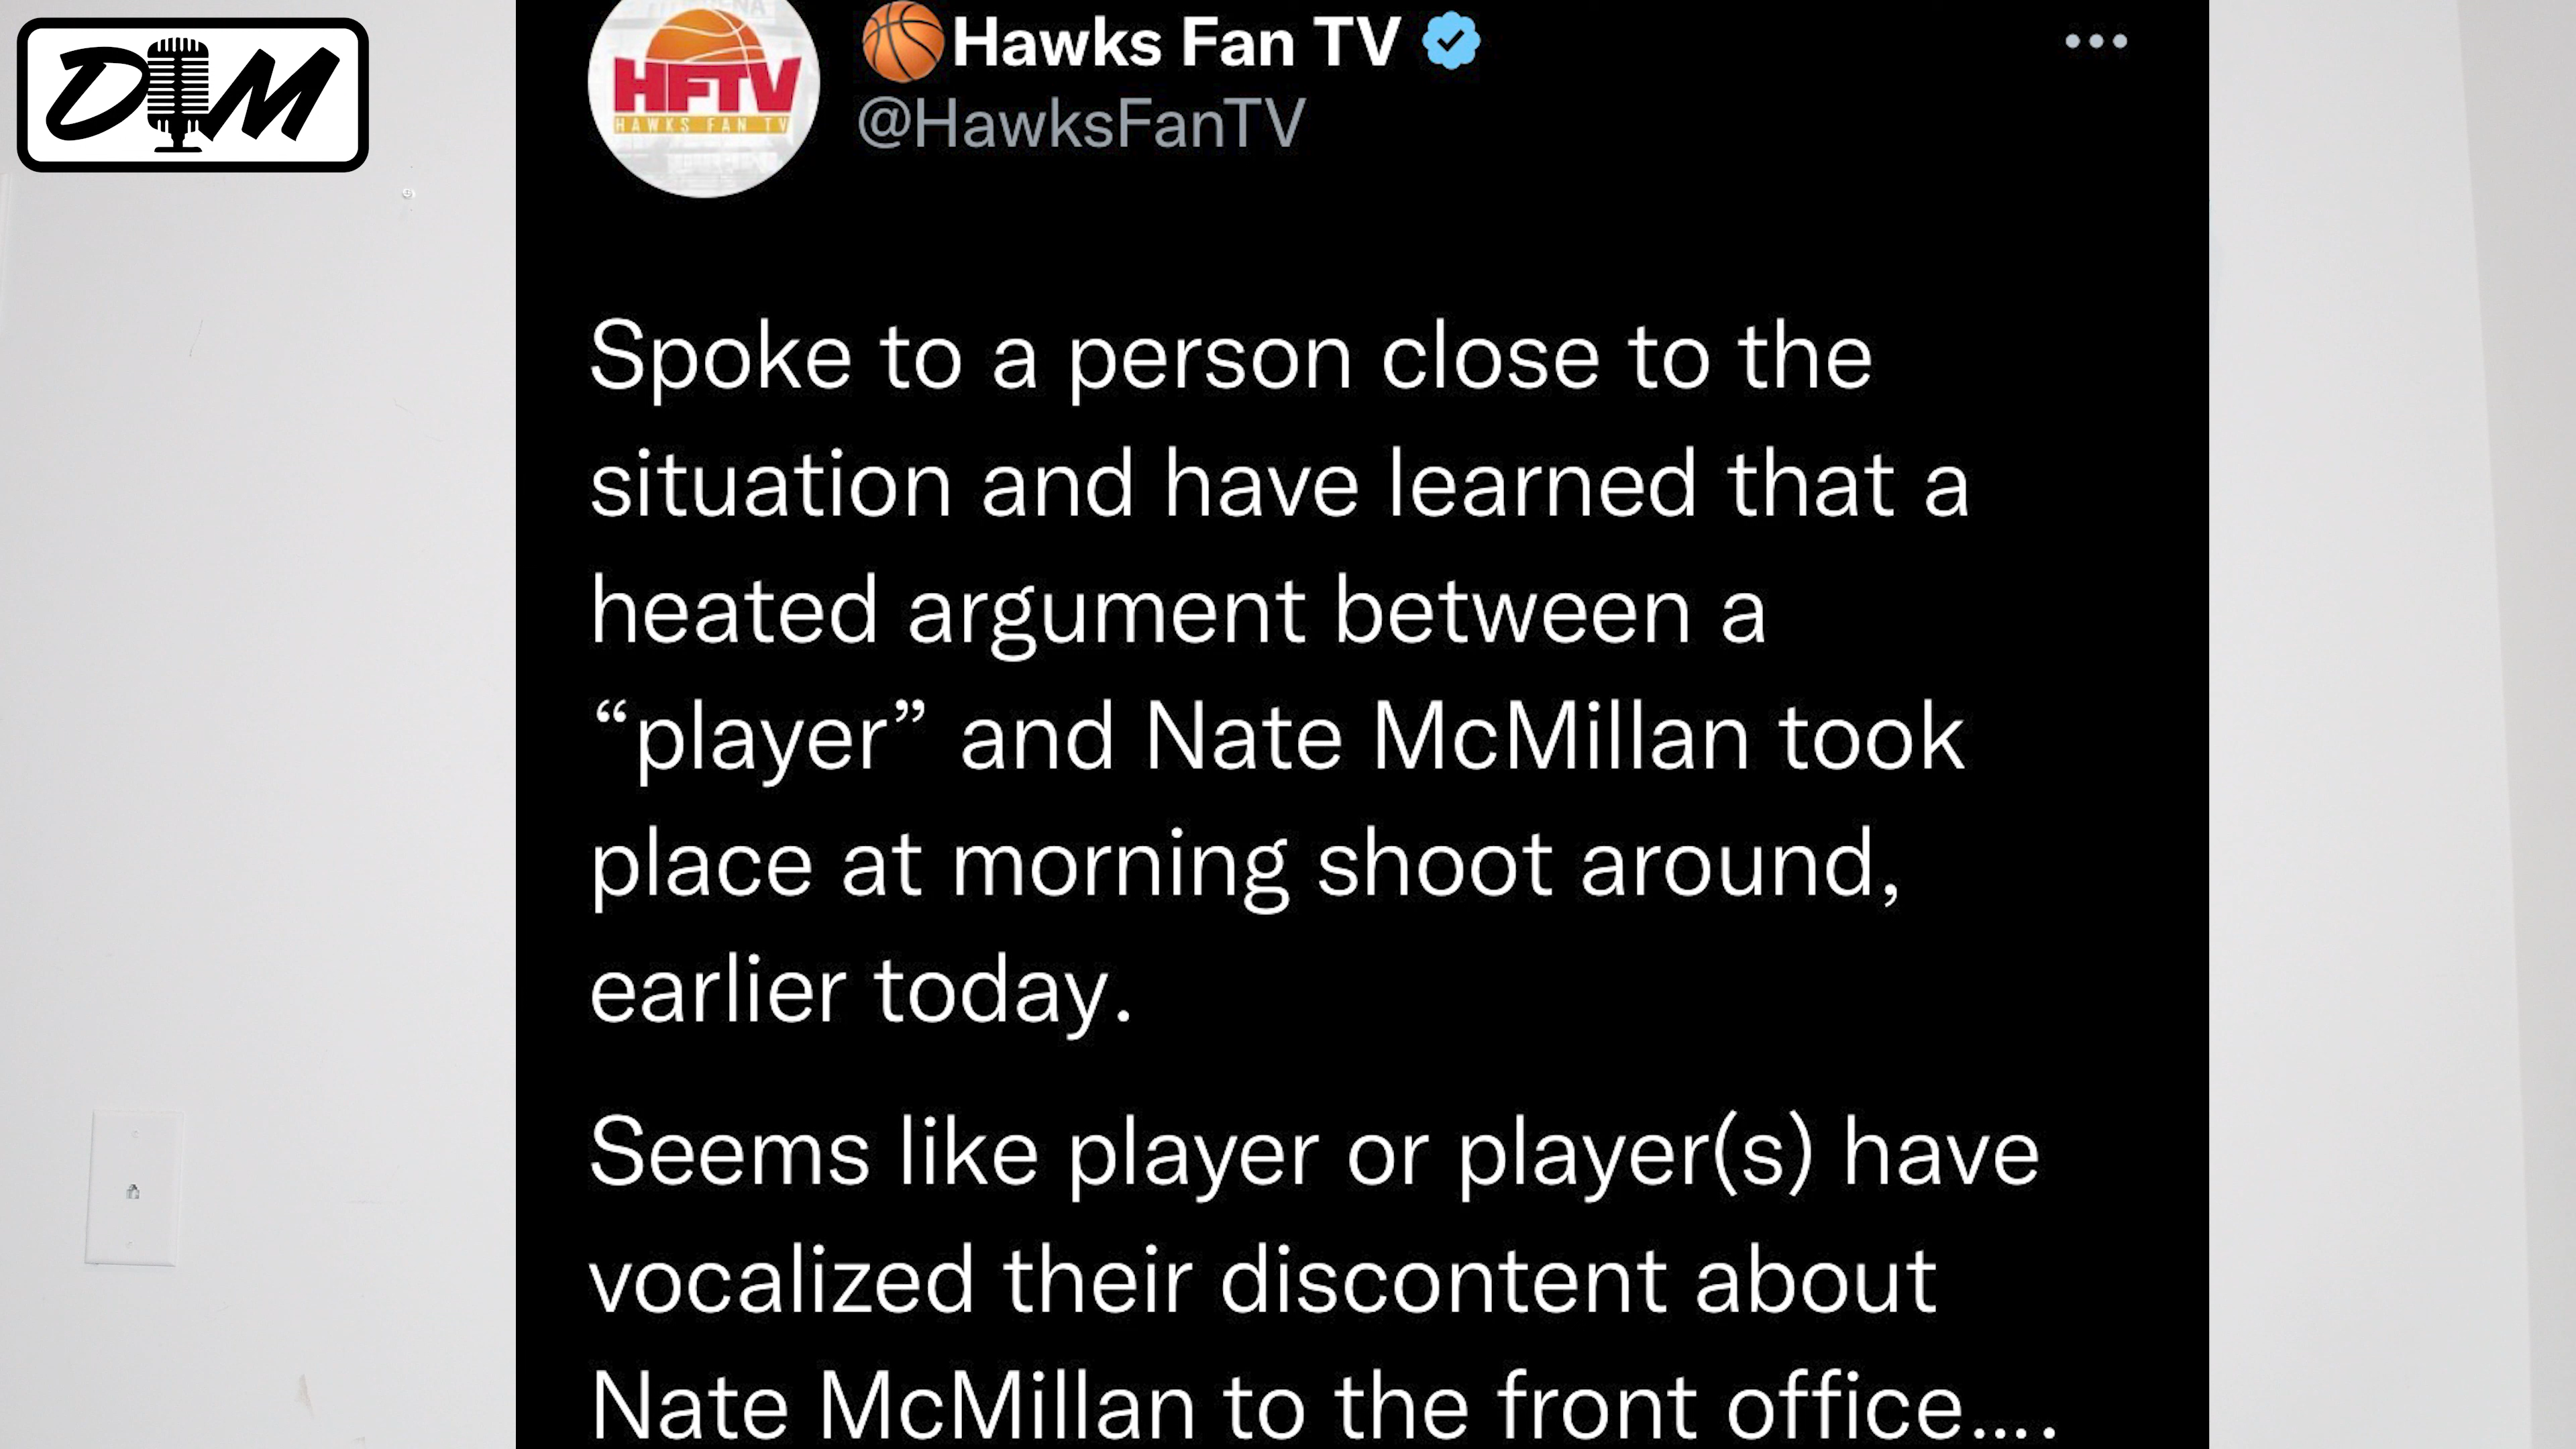 DM
Hawks Fan TV
@HawksFanTV
HFTV
HAWKS FAN TV
Spoke to a person close to the
situation and have learned that a
heated argument between a
“player” and Nate McMillan took
place at morning shoot around,
earlier today.
Seems like player or player(s) have
vocalized their discontent about
Nate McMillan to the front office....